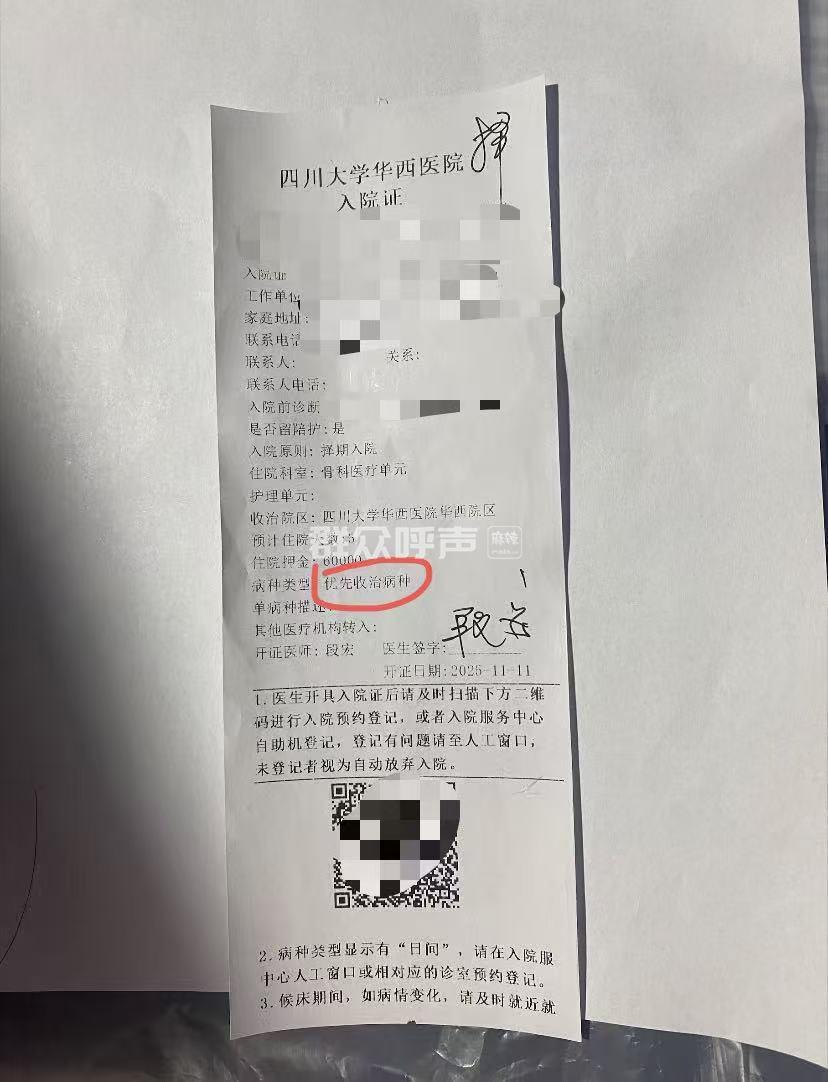 择
四川大学华西医院
入院证
入院
工作单位
家庭地址:
联系电话
联系人:
关系:
联系人电话:
入院前诊断
是否留陪护:是
入院原则:择期入院
住院科室:骨科医疗单元
护理单元:
收治院区:四川大学华西医院华西院区
预计住院天数:5
住院押金:60000
病种类型:优先收治病种
单病种描述:
其他医疗机构转入:
开证医师:段宏 医生签字:段宏
开证日期:2025-11-11
1.医生开具入院证后请及时扫描下方二维
码进行入院预约登记,或者入院服务中心
自助机登记,登记有问题请至人工窗口,
未登记者视为自动放弃入院。
2.病种类型显示有“日间”,请在入院服
中心人工窗口或相对应的诊室预约登记。
3.候床期间,如病情变化,请及时就近就
群众呼声
麻辣